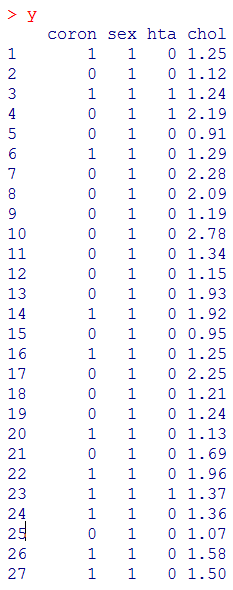 > y
coron sex hta chol
1 1 1 0 1.25
2 0 1 0 1.12
3 1 1 1 1.24
4 0 1 1 2.19
5 0 1 0 0.91
6 1 1 0 1.29
7 0 1 0 2.28
8 0 1 0 2.09
9 0 1 0 1.19
10 0 1 0 2.78
11 0 1 0 1.34
12 0 1 0 1.15
13 0 1 0 1.93
14 1 1 0 1.92
15 0 1 0 0.95
16 1 1 0 1.25
17 0 1 0 2.25
18 0 1 0 1.21
19 0 1 0 1.24
20 1 1 0 1.13
21 0 1 0 1.69
22 1 1 0 1.96
23 1 1 1 1.37
24 1 1 0 1.36
25 0 1 0 1.07
26 1 1 0 1.58
27 1 1 0 1.50